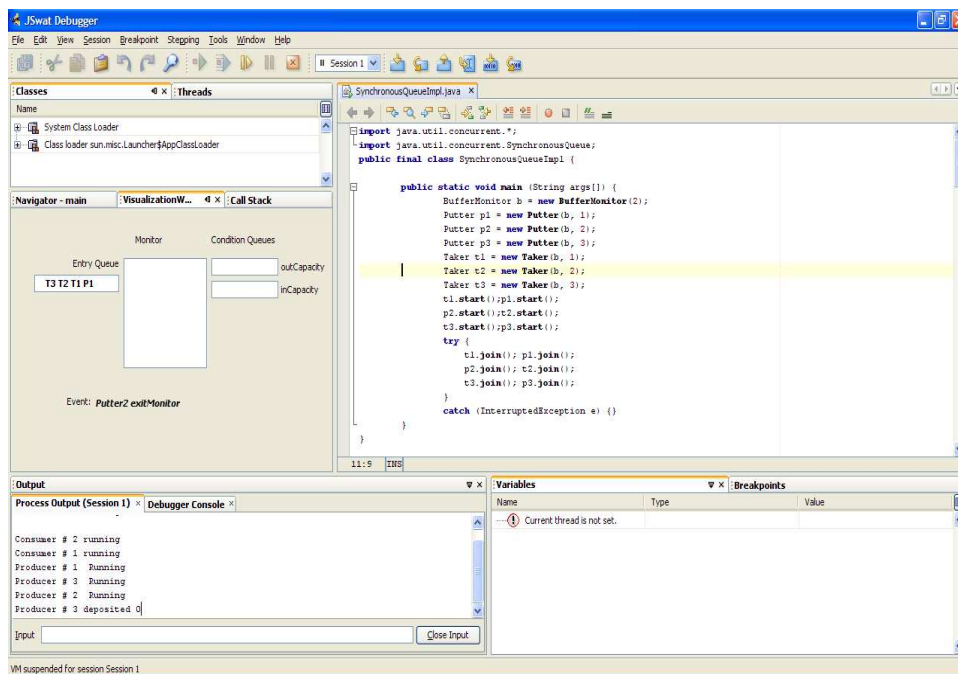 JSwat Debugger
File Edit View Session Breakpoint Stepping Tools Window Help
Session 1
Classes Threads
Name
System Class Loader
Class loader sun.misc.Launcher$AppClassLoader
Navigator - main VisualizationW... Call Stack
Monitor Condition Queues
Entry Queue
outCapacity
T3 T2 T1 P1
inCapacity
Event: Putter2 exitMonitor
SynchronousQueueImpl.java
import java.util.concurrent.*;
import java.util.concurrent.SynchronousQueue;
public final class SynchronousQueueImpl {
public static void main (String args[]) {
BufferMonitor b = new BufferMonitor(2);
Putter p1 = new Putter(b, 1);
Putter p2 = new Putter(b, 2);
Putter p3 = new Putter(b, 3);
Taker t1 = new Taker(b, 1);
Taker t2 = new Taker(b, 2);
Taker t3 = new Taker(b, 3);
t1.start();p1.start();
p2.start();t2.start();
t3.start();p3.start();
try {
t1.join(); p1.join();
p2.join(); t2.join();
t3.join(); p3.join();
}
catch (InterruptedException e) {}
}
}
11:9 INS
Output
Process Output (Session 1) Debugger Console
Consumer # 2 running
Consumer # 1 running
Producer # 1 Running
Producer # 3 Running
Producer # 2 Running
Producer # 3 deposited 0
Input Close Input
Variables Breakpoints
Name Type Value
Current thread is not set.
VM suspended for session Session 1